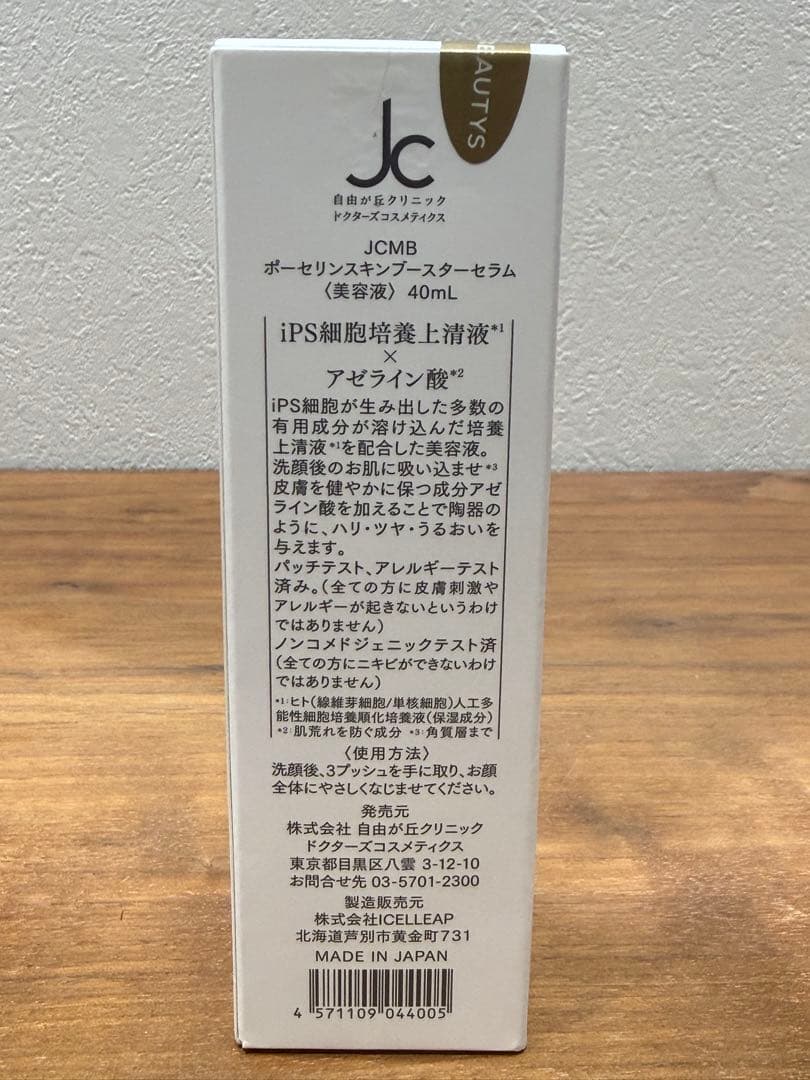 BEAUTYS
Jc
自由が丘クリニック
ドクターズコスメティクス
JCMB
ポーセリンスキンブースターセラム
〈美容液〉 40mL
iPS細胞培養上清液*1
×
アゼライン酸*2
iPS細胞が生み出した多数の
有用成分が溶け込んだ培養
上清液*1を配合した美容液。
洗顔後のお肌に吸い込ませ*3
皮膚を健やかに保つ成分アゼ
ライン酸を加えることで陶器の
ように、ハリ・ツヤ・うるおいを
与えます。
パッチテスト、アレルギーテスト
済み。(全ての方に皮膚刺激や
アレルギーが起きないというわけ
ではありません)
ノンコメドジェニックテスト済
(全ての方にニキビができないわけ
ではありません)
*1:ヒト(線維芽細胞/単核細胞)人工多
能性細胞培養順化培養液(保湿成分)
*2:肌荒れを防ぐ成分 *3:角質層まで
〈使用方法〉
洗顔後、3プッシュを手に取り、お顔
全体にやさしくなじませてください。
発売元
株式会社 自由が丘クリニック
ドクターズコスメティクス
東京都目黒区八雲 3-12-10
お問合せ先 03-5701-2300
製造販売元
株式会社ICELLEAP
北海道芦別市黄金町731
MADE IN JAPAN
4 571109 044005